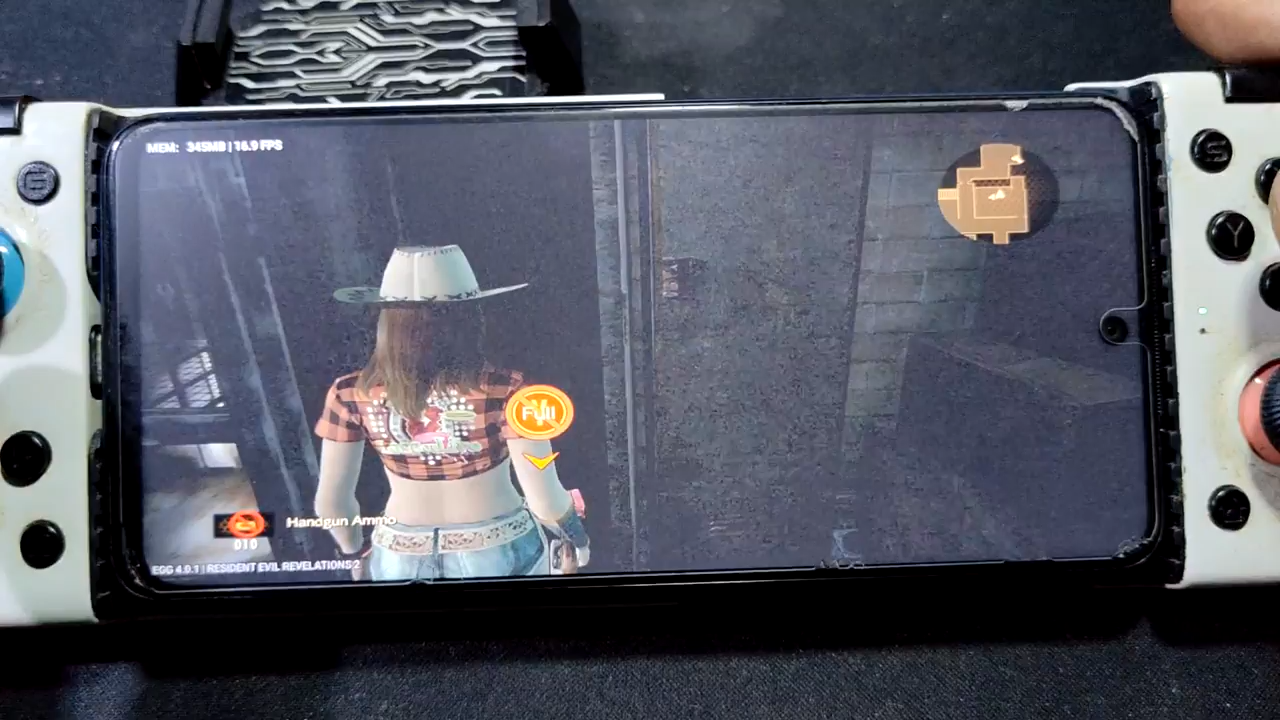 MEM: 345MB | 16.9 FPS
Full
Handgun Ammo
010
EGG 4.0.1 | RESIDENT EVIL REVELATIONS 2
S
Y